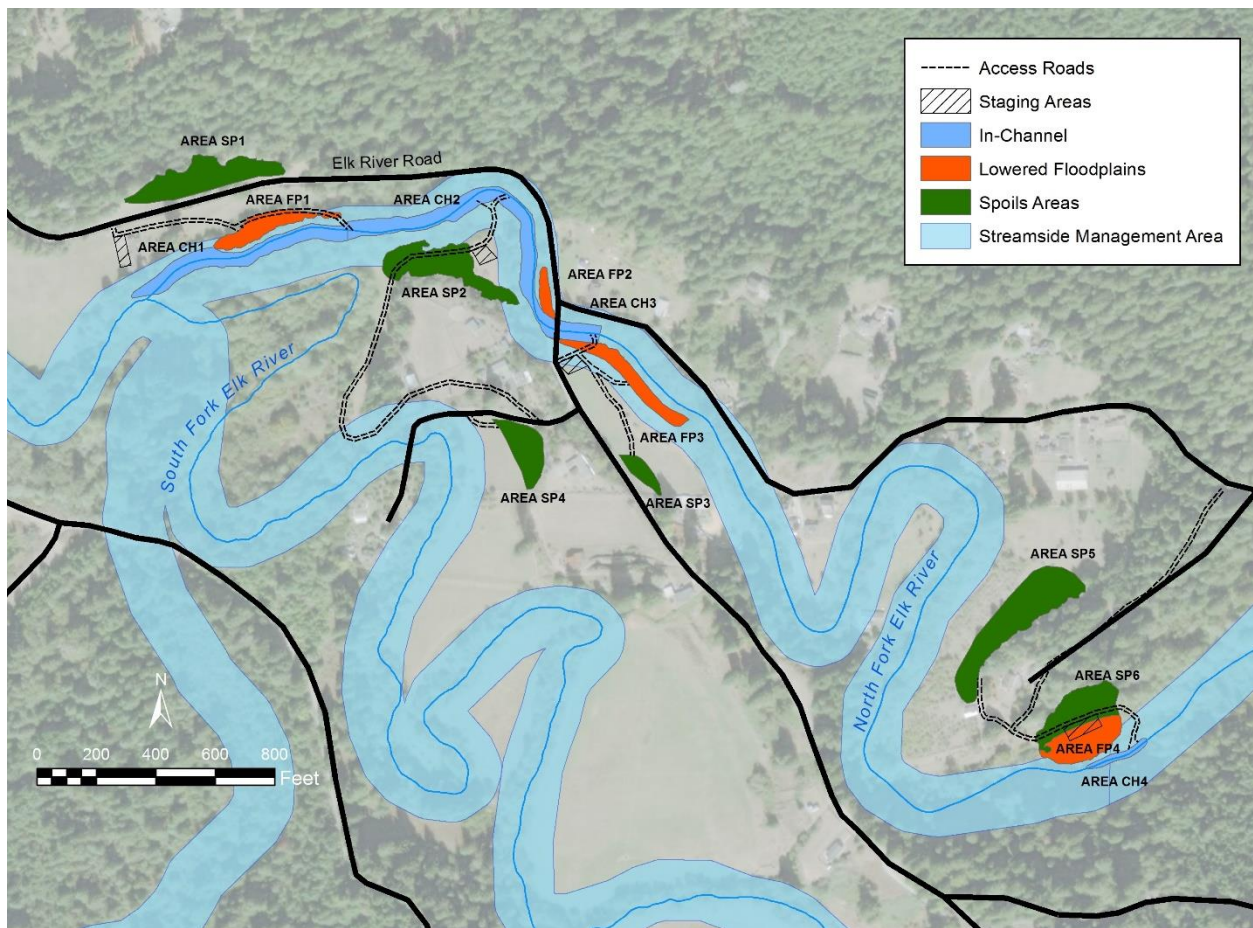 Access Roads
Staging Areas
In-Channel
Lowered Floodplains
Spoils Areas
Streamside Management Area
AREA SP1
Elk River Road
AREA FP1
AREA CH2
AREA CH1
AREA FP2
AREA SP2
AREA CH3
South Fork Elk River
AREA FP3
AREA SP4
AREA SP3
AREA SP5
North Fork Elk River
AREA SP6
N
AREA FP4
0 200 400 600 800
Feet
AREA CH4